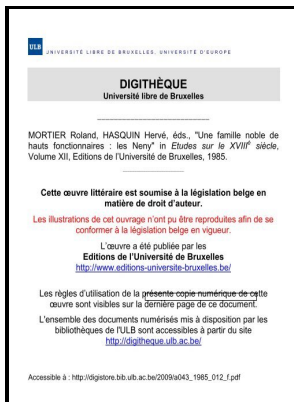 ULB UNIVERSITÉ LIBRE DE BRUXELLES, UNIVERSITÉ D'EUROPE
DIGITHÈQUE
Université libre de Bruxelles
MORTIER Roland, HASQUIN Hervé, éds., "Une famille noble de
hauts fonctionnaires : les Neny" in Etudes sur le XVIIIe siècle,
Volume XII, Editions de l'Université de Bruxelles, 1985.
Cette œuvre littéraire est soumise à la législation belge en
matière de droit d'auteur.
Les illustrations de cet ouvrage n'ont pu être reproduites afin de se
conformer à la législation belge en vigueur.
L'œuvre a été publiée par les
Editions de l'Université de Bruxelles
http://www.editions-universite-bruxelles.be/
Les règles d'utilisation de la présente copie numérique de cette
œuvre sont visibles sur la dernière page de ce document.
L'ensemble des documents numérisés mis à disposition par les
bibliothèques de l'ULB sont accessibles à partir du site
http://digitheque.ulb.ac.be/
Accessible à : http://digistore.bib.ulb.ac.be/2009/a043_1985_012_f.pdf